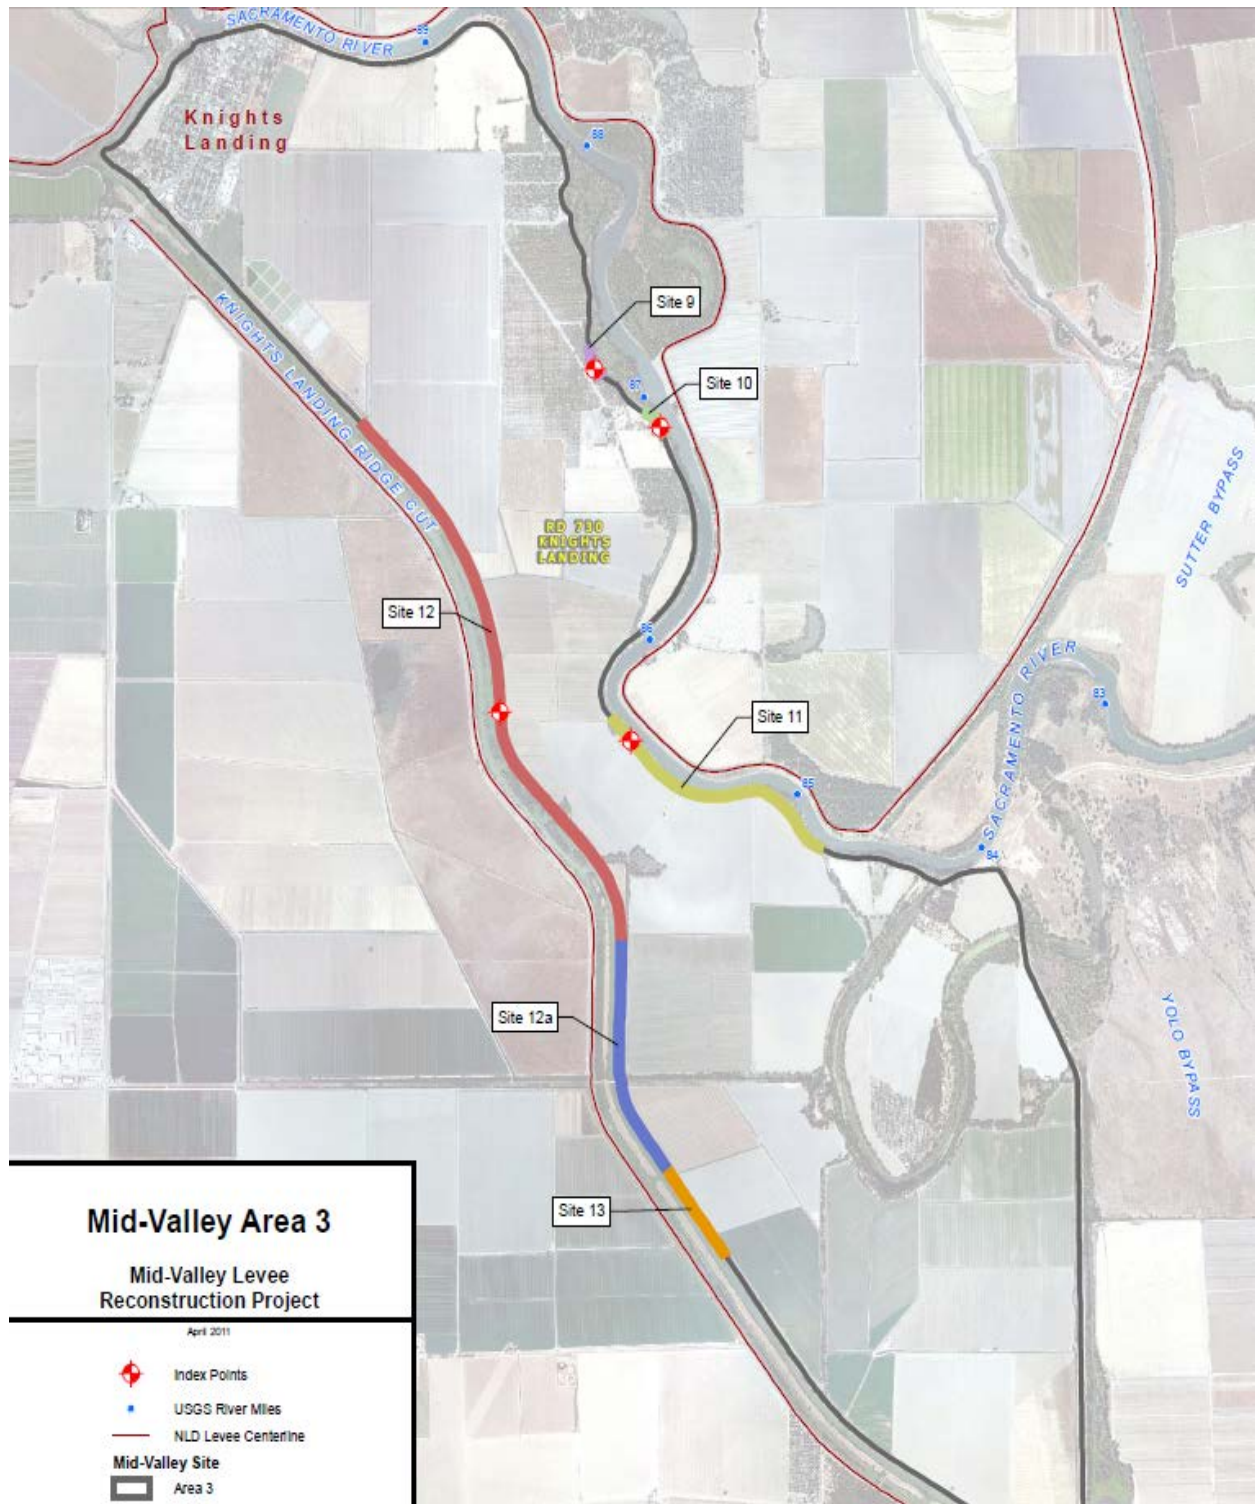 SACRAMENTO RIVER
89
Knights
Landing
88
Site 9
87
Site 10
KNIGHTS LANDING RIDGE CUT
SUTTER BYPASS
RD 730
KNIGHTS
LANDING
Site 12
86
SACRAMENTO RIVER
83
Site 11
85
84
Site 12a
YOLO BYPASS
Site 13
Mid-Valley Area 3
Mid-Valley Levee
Reconstruction Project
April 2011
Index Points
USGS River Miles
NLD Levee Centerline
Mid-Valley Site
Area 3